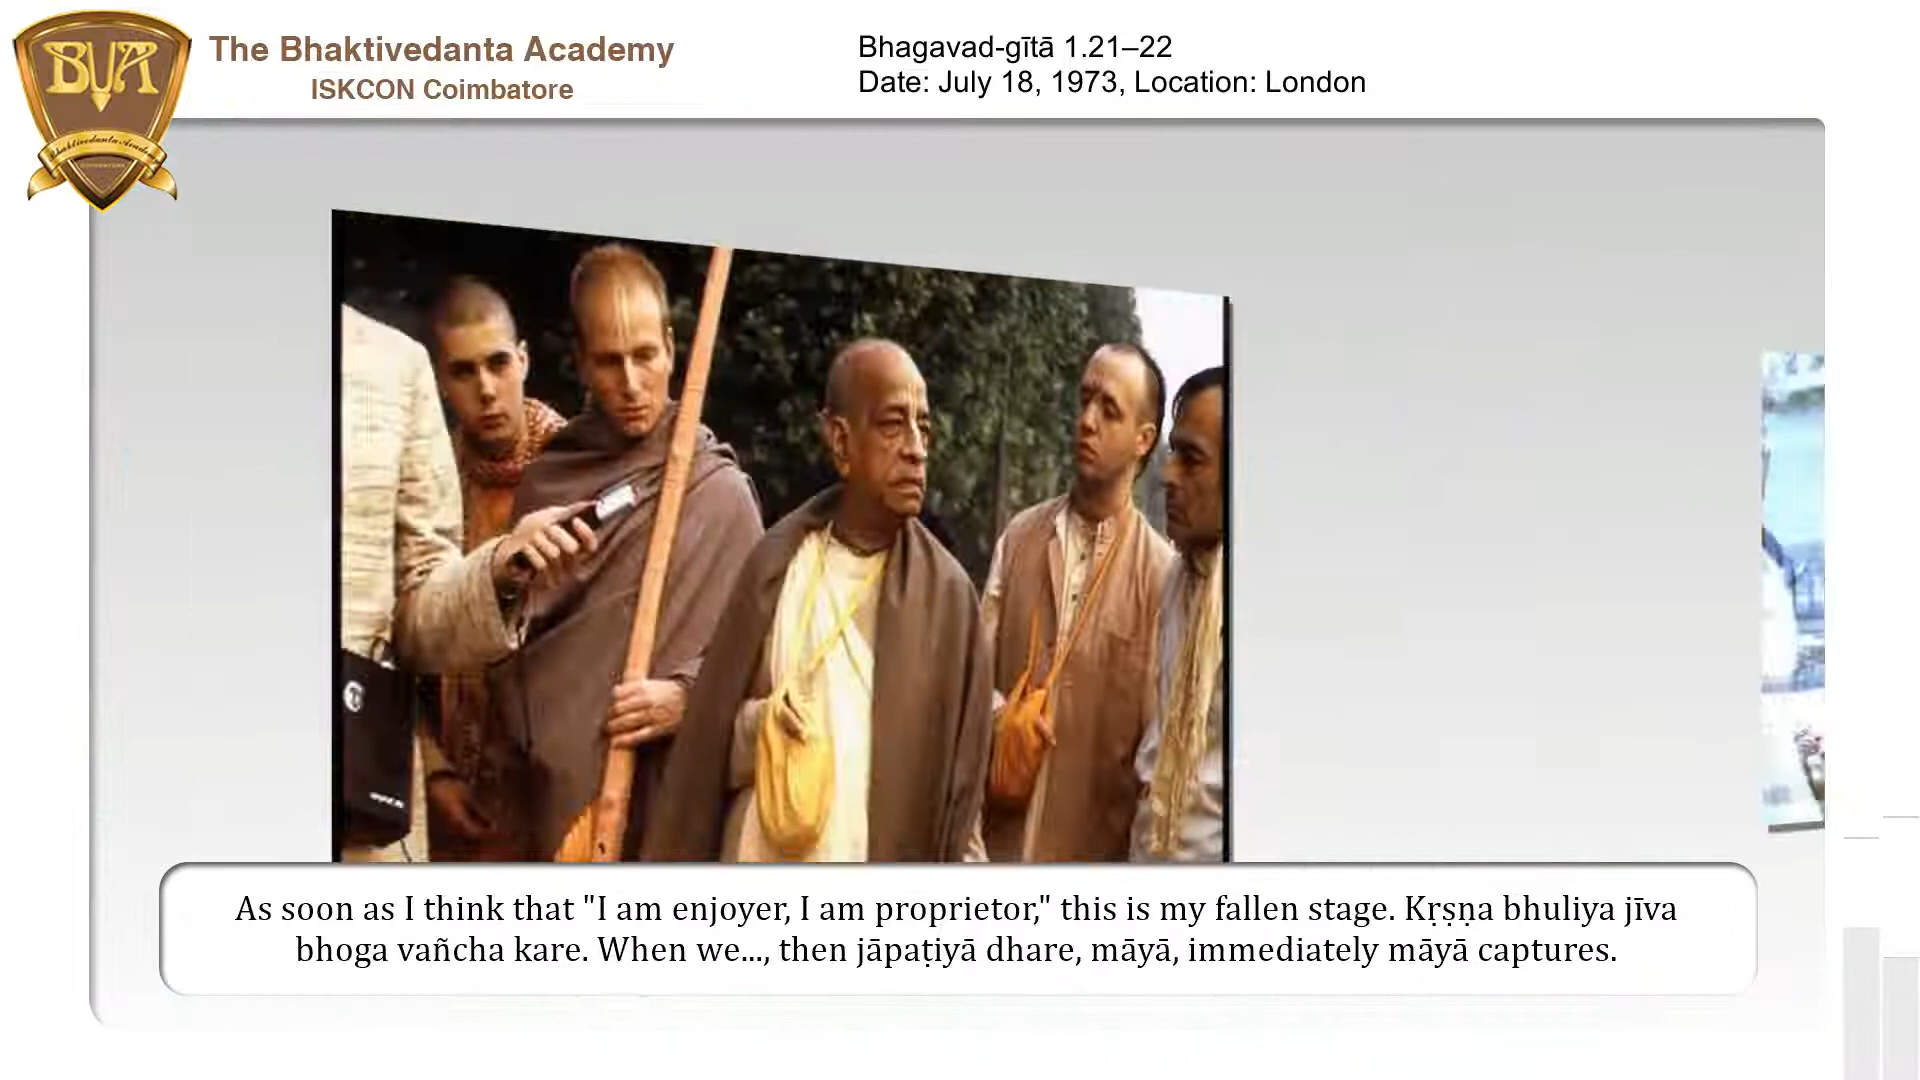 BVA
The Bhaktivedanta Academy
ISKCON Coimbatore
Bhagavad-gītā 1.21–22
Date: July 18, 1973, Location: London
Bhaktivedanta Academy
As soon as I think that "I am enjoyer, I am proprietor," this is my fallen stage. Kṛṣṇa bhuliya jīva
bhoga vañcha kare. When we..., then jāpaṭiyā dhare, māyā, immediately māyā captures.